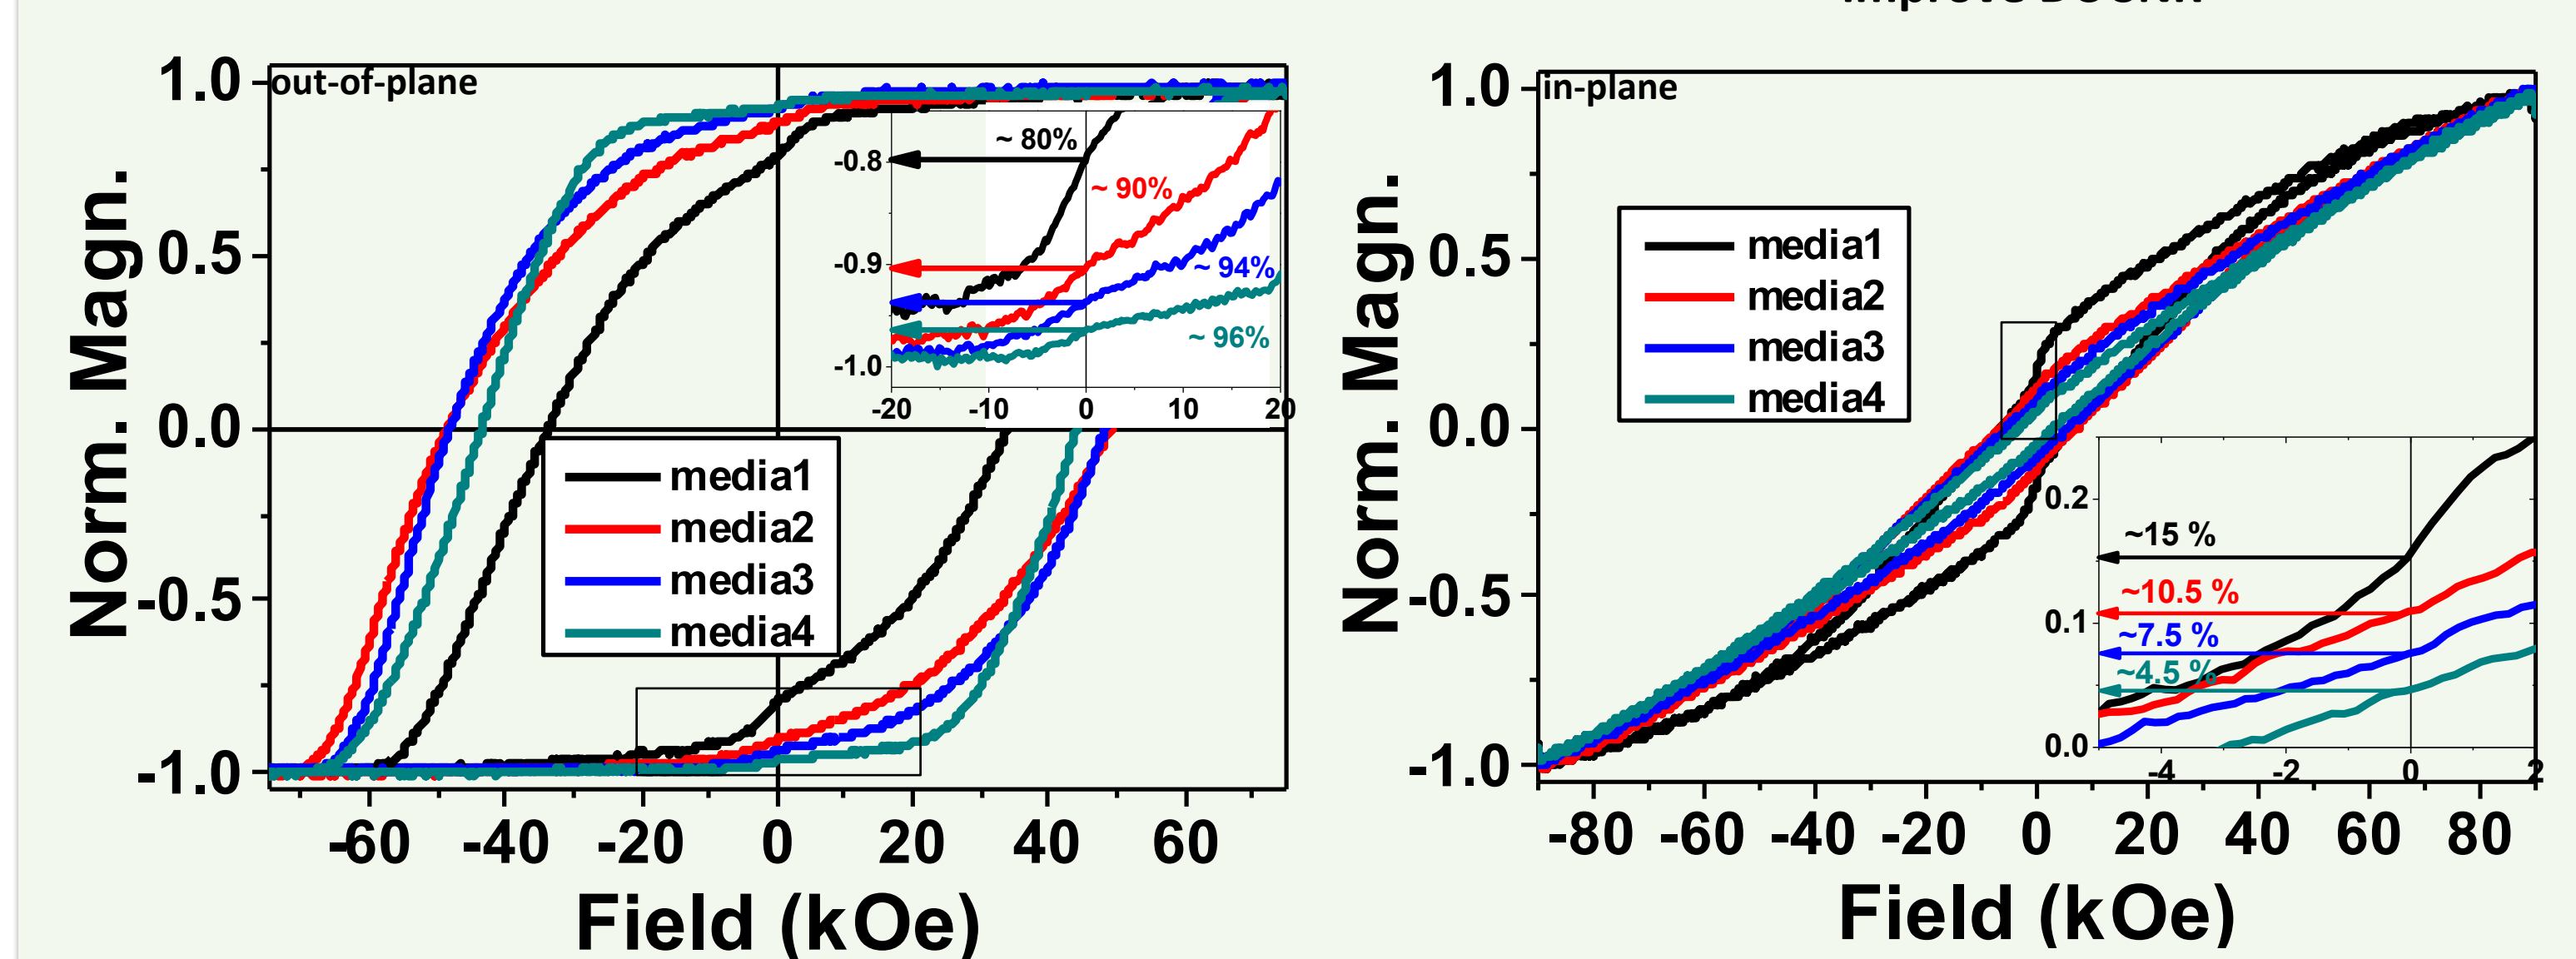 out-of-plane
Norm. Magn.
1.0
0.5
0.0
-0.5
-1.0
-60 -40 -20 0 20 40 60
Field (kOe)
media1
media2
media3
media4
~ 80%
~ 90%
~ 94%
~ 96%
-0.8
-0.9
-1.0
-20 -10 0 10 20
in-plane
Norm. Magn.
1.0
0.5
0.0
-0.5
-1.0
-80 -60 -40 -20 0 20 40 60 80
Field (kOe)
media1
media2
media3
media4
~15 %
~10.5 %
~7.5 %
~4.5 %
0.2
0.1
0.0
-4 -2 0 2